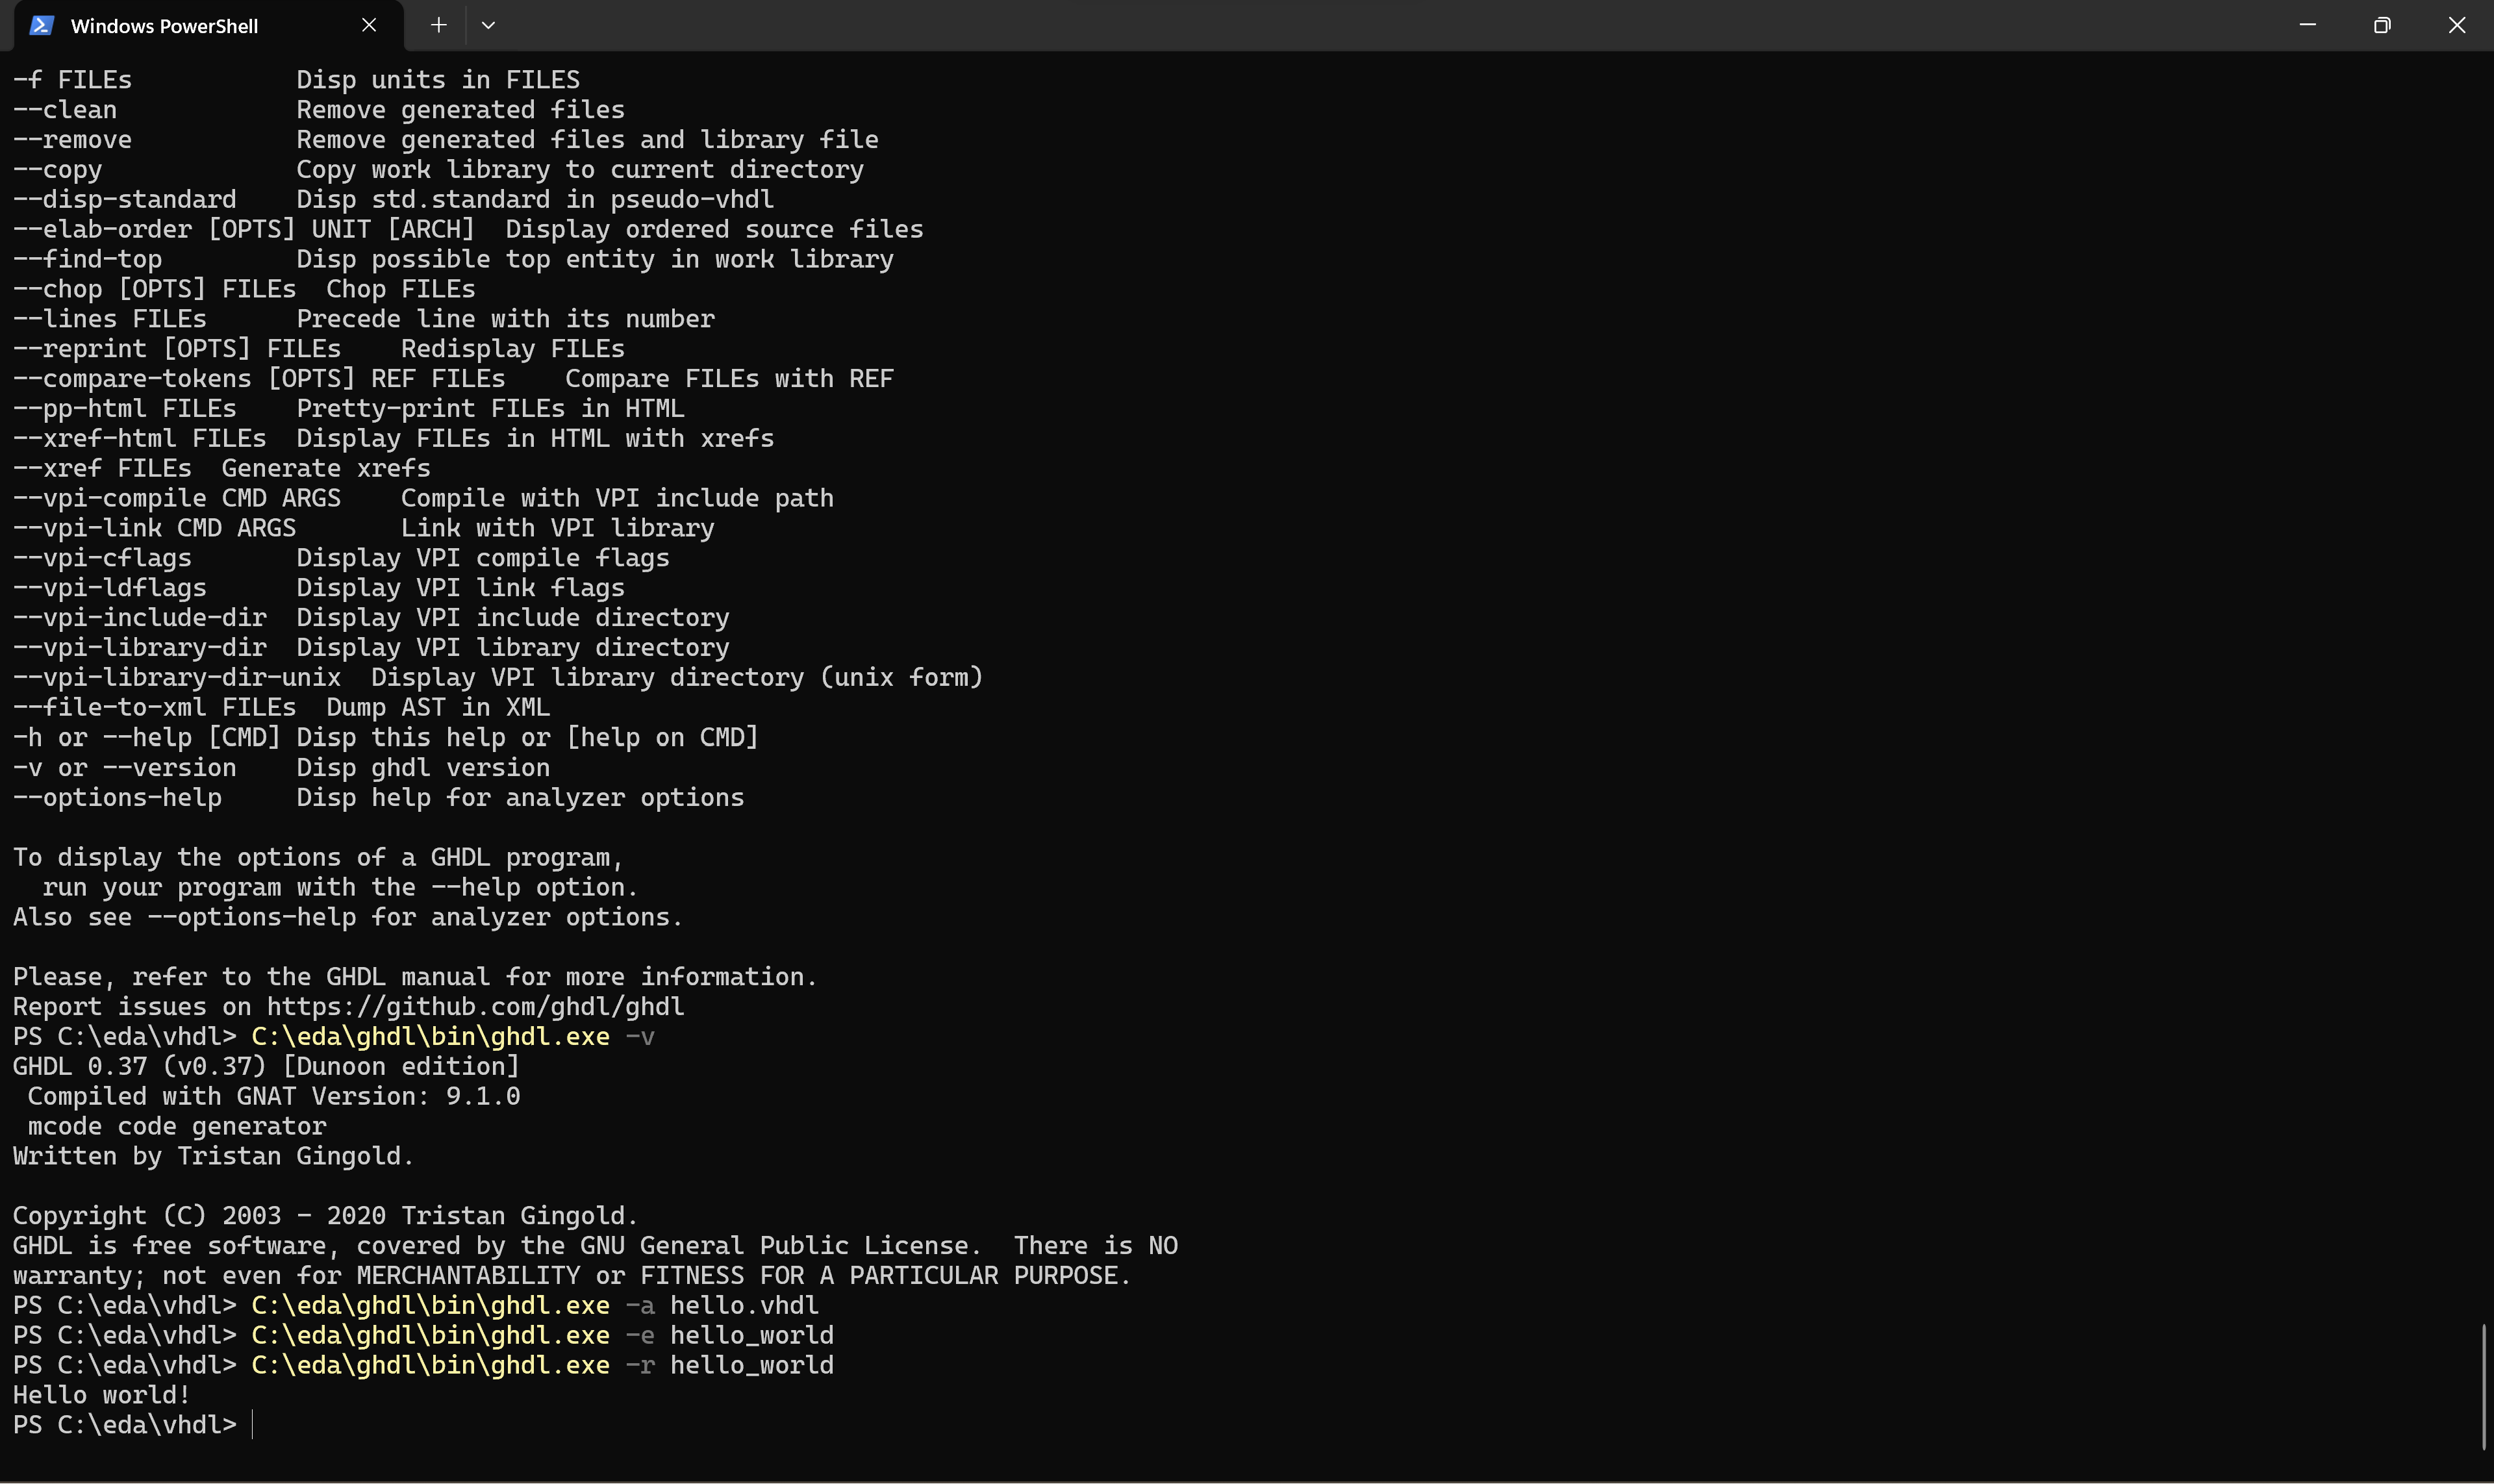 Windows PowerShell
-f FILEs           Disp units in FILES
--clean            Remove generated files
--remove           Remove generated files and library file
--copy             Copy work library to current directory
--disp-standard    Disp std.standard in pseudo-vhdl
--elab-order [OPTS] UNIT [ARCH]  Display ordered source files
--find-top         Disp possible top entity in work library
--chop [OPTS] FILEs  Chop FILEs
--lines FILEs      Precede line with its number
--reprint [OPTS] FILEs    Redisplay FILEs
--compare-tokens [OPTS] REF FILEs    Compare FILEs with REF
--pp-html FILEs    Pretty-print FILEs in HTML
--xref-html FILEs  Display FILEs in HTML with xrefs
--xref FILEs  Generate xrefs
--vpi-compile CMD ARGS    Compile with VPI include path
--vpi-link CMD ARGS       Link with VPI library
--vpi-cflags       Display VPI compile flags
--vpi-ldflags      Display VPI link flags
--vpi-include-dir  Display VPI include directory
--vpi-library-dir  Display VPI library directory
--vpi-library-dir-unix  Display VPI library directory (unix form)
--file-to-xml FILEs  Dump AST in XML
-h or --help [CMD] Disp this help or [help on CMD]
-v or --version    Disp ghdl version
--options-help     Disp help for analyzer options

To display the options of a GHDL program,
  run your program with the --help option.
Also see --options-help for analyzer options.

Please, refer to the GHDL manual for more information.
Report issues on https://github.com/ghdl/ghdl
PS C:\eda\vhdl> C:\eda\ghdl\bin\ghdl.exe -v
GHDL 0.37 (v0.37) [Dunoon edition]
 Compiled with GNAT Version: 9.1.0
 mcode code generator
Written by Tristan Gingold.

Copyright (C) 2003 - 2020 Tristan Gingold.
GHDL is free software, covered by the GNU General Public License.  There is NO
warranty; not even for MERCHANTABILITY or FITNESS FOR A PARTICULAR PURPOSE.
PS C:\eda\vhdl> C:\eda\ghdl\bin\ghdl.exe -a hello.vhdl
PS C:\eda\vhdl> C:\eda\ghdl\bin\ghdl.exe -e hello_world
PS C:\eda\vhdl> C:\eda\ghdl\bin\ghdl.exe -r hello_world
Hello world!
PS C:\eda\vhdl>